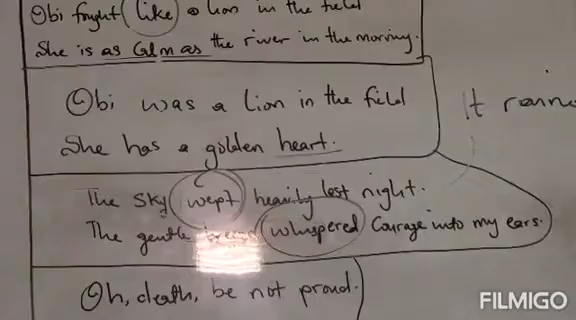 Obi fought like a lion in the field
She is as calm as the river in the morning.
Obi was a lion in the field
She has a golden heart.
It
The sky wept heavily last night.
The gentle breeze whispered courage into my ears.
Oh, death, be not proud.
FILMIGO